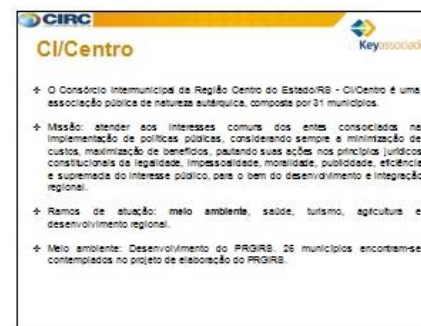 CIRC
CI/Centro
Keyassociad
O Consórcio Intermunicipal da Região Centro do Estado/RS - CI/Centro é uma
associação pública de natureza autárquica, composta por 31 municípios.
Missão: atender aos interesses comuns dos entes consociados na
implementação de políticas públicas, considerando sempre a minimização de
custos, maximização de benefícios, pautando suas ações nos princípios jurídicos
constitucionais da legalidade, impessoalidade, moralidade, publicidade, eficiência
e supremacia do interesse público, para o bem do desenvolvimento e integração
regional.
Ramos de atuação: meio ambiente, saúde, turismo, agricultura e
desenvolvimento regional.
Meio ambiente: Desenvolvimento do PRGIRS. 26 municípios encontram-se
contemplados no projeto de elaboração do PRGIRS.